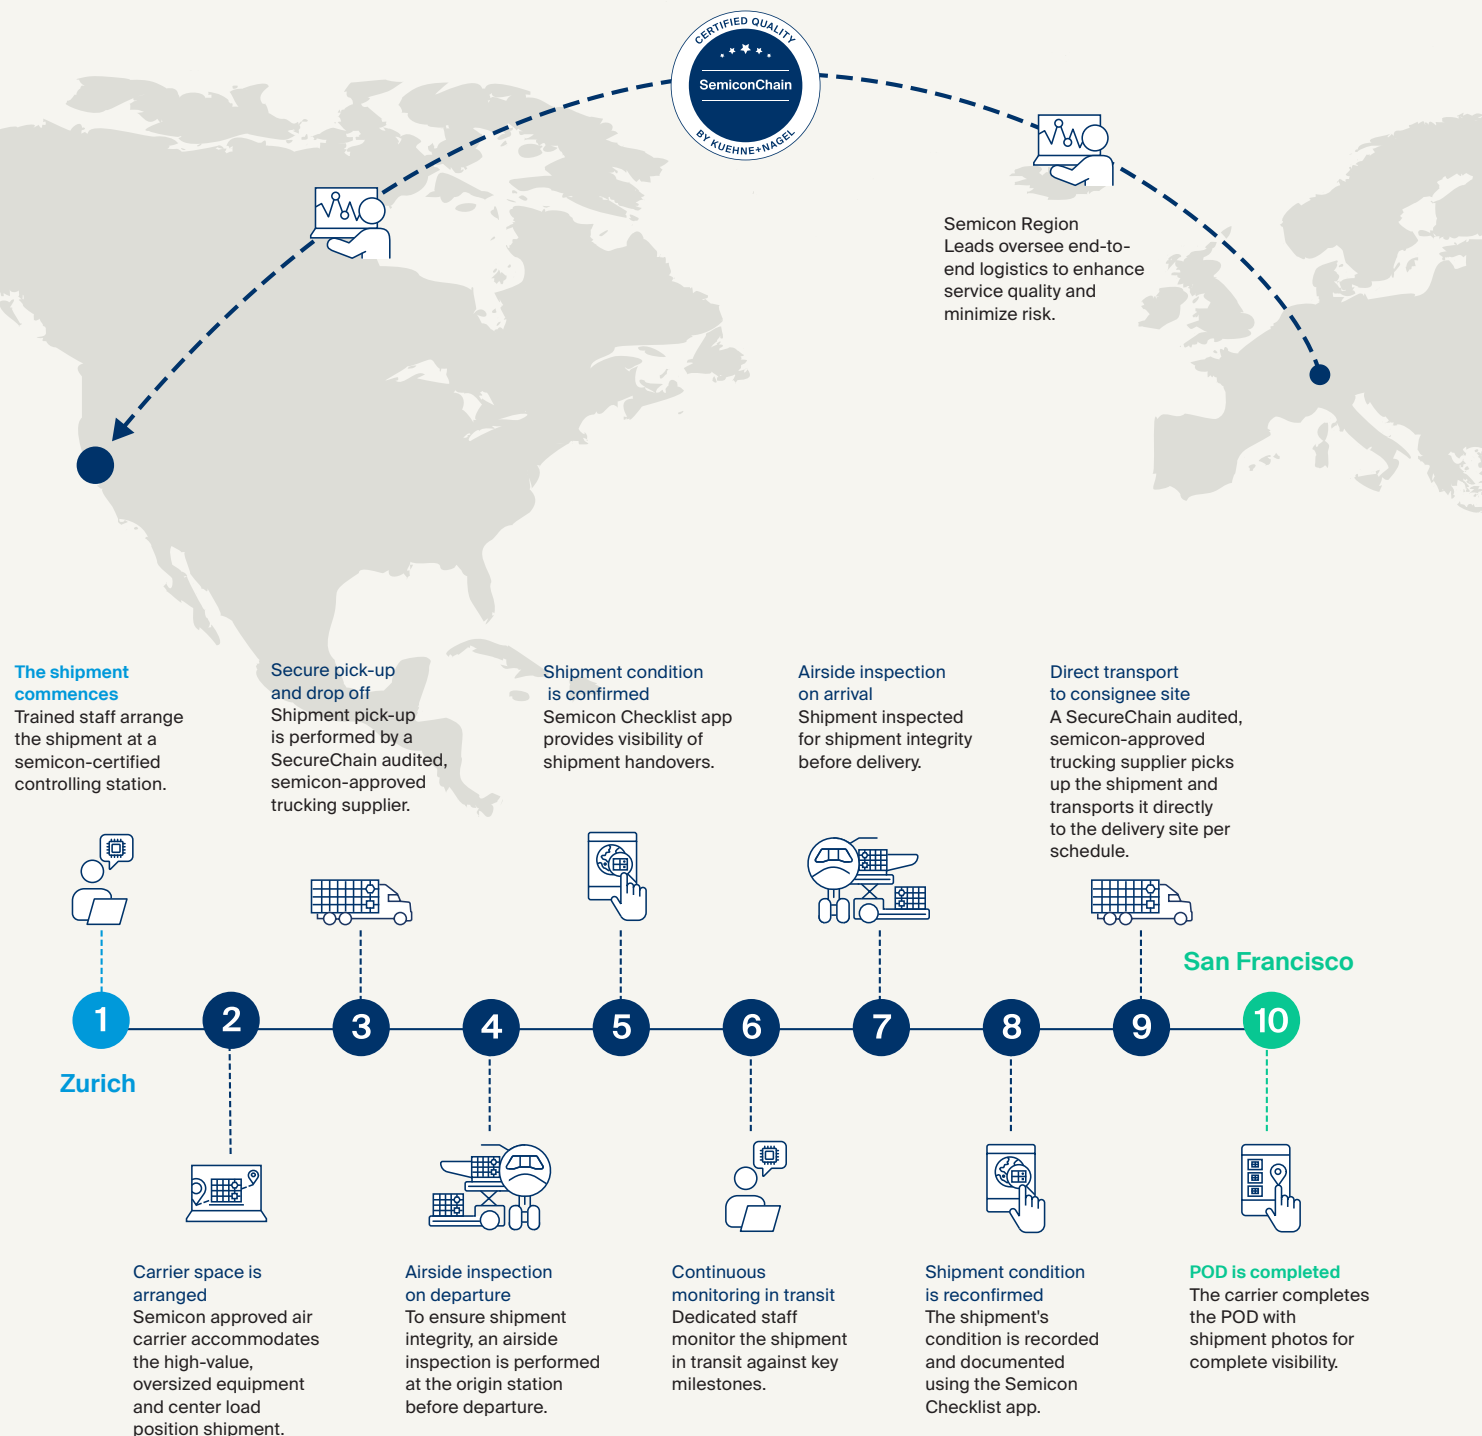 CERTIFIED QUALITY
SemiconChain
BY KUEHNE+NAGEL
Semicon Region
Leads oversee end-to-
end logistics to enhance
service quality and
minimize risk.
The shipment
commences
Trained staff arrange
the shipment at a
semicon-certified
controlling station.
Secure pick-up
and drop off
Shipment pick-up
is performed by a
SecureChain audited,
semicon-approved
trucking supplier.
Shipment condition
is confirmed
Semicon Checklist app
provides visibility of
shipment handovers.
Airside inspection
on arrival
Shipment inspected
for shipment integrity
before delivery.
Direct transport
to consignee site
A SecureChain audited,
semicon-approved
trucking supplier picks
up the shipment and
transports it directly
to the delivery site per
schedule.
San Francisco
1
2
3
4
5
6
7
8
9
10
Zurich
Carrier space is
arranged
Semicon approved air
carrier accommodates
the high-value,
oversized equipment
and center load
position shipment.
Airside inspection
on departure
To ensure shipment
integrity, an airside
inspection is performed
at the origin station
before departure.
Continuous
monitoring in transit
Dedicated staff
monitor the shipment
in transit against key
milestones.
Shipment condition
is reconfirmed
The shipment's
condition is recorded
and documented
using the Semicon
Checklist app.
POD is completed
The carrier completes
the POD with
shipment photos for
complete visibility.